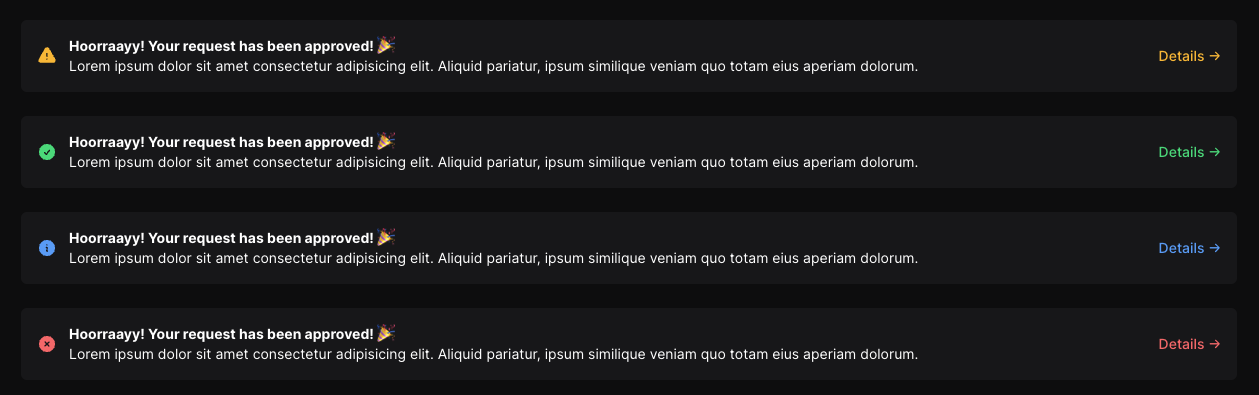 Hoorraayy! Your request has been approved! 🎉
Lorem ipsum dolor sit amet consectetur adipisicing elit. Aliquid pariatur, ipsum similique veniam quo totam eius aperiam dolorum.
Details →
Hoorraayy! Your request has been approved! 🎉
Lorem ipsum dolor sit amet consectetur adipisicing elit. Aliquid pariatur, ipsum similique veniam quo totam eius aperiam dolorum.
Details →
Hoorraayy! Your request has been approved! 🎉
Lorem ipsum dolor sit amet consectetur adipisicing elit. Aliquid pariatur, ipsum similique veniam quo totam eius aperiam dolorum.
Details →
Hoorraayy! Your request has been approved! 🎉
Lorem ipsum dolor sit amet consectetur adipisicing elit. Aliquid pariatur, ipsum similique veniam quo totam eius aperiam dolorum.
Details →